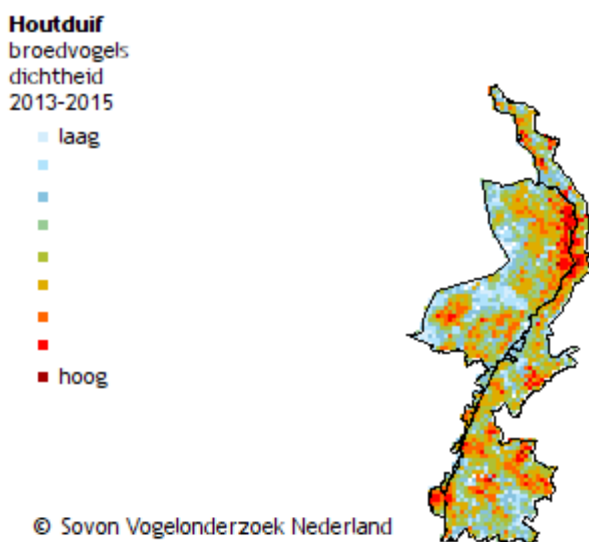 Houtduif
broedvogels
dichtheid
2013-2015
laag
hoog
© Sovon Vogelonderzoek Nederland